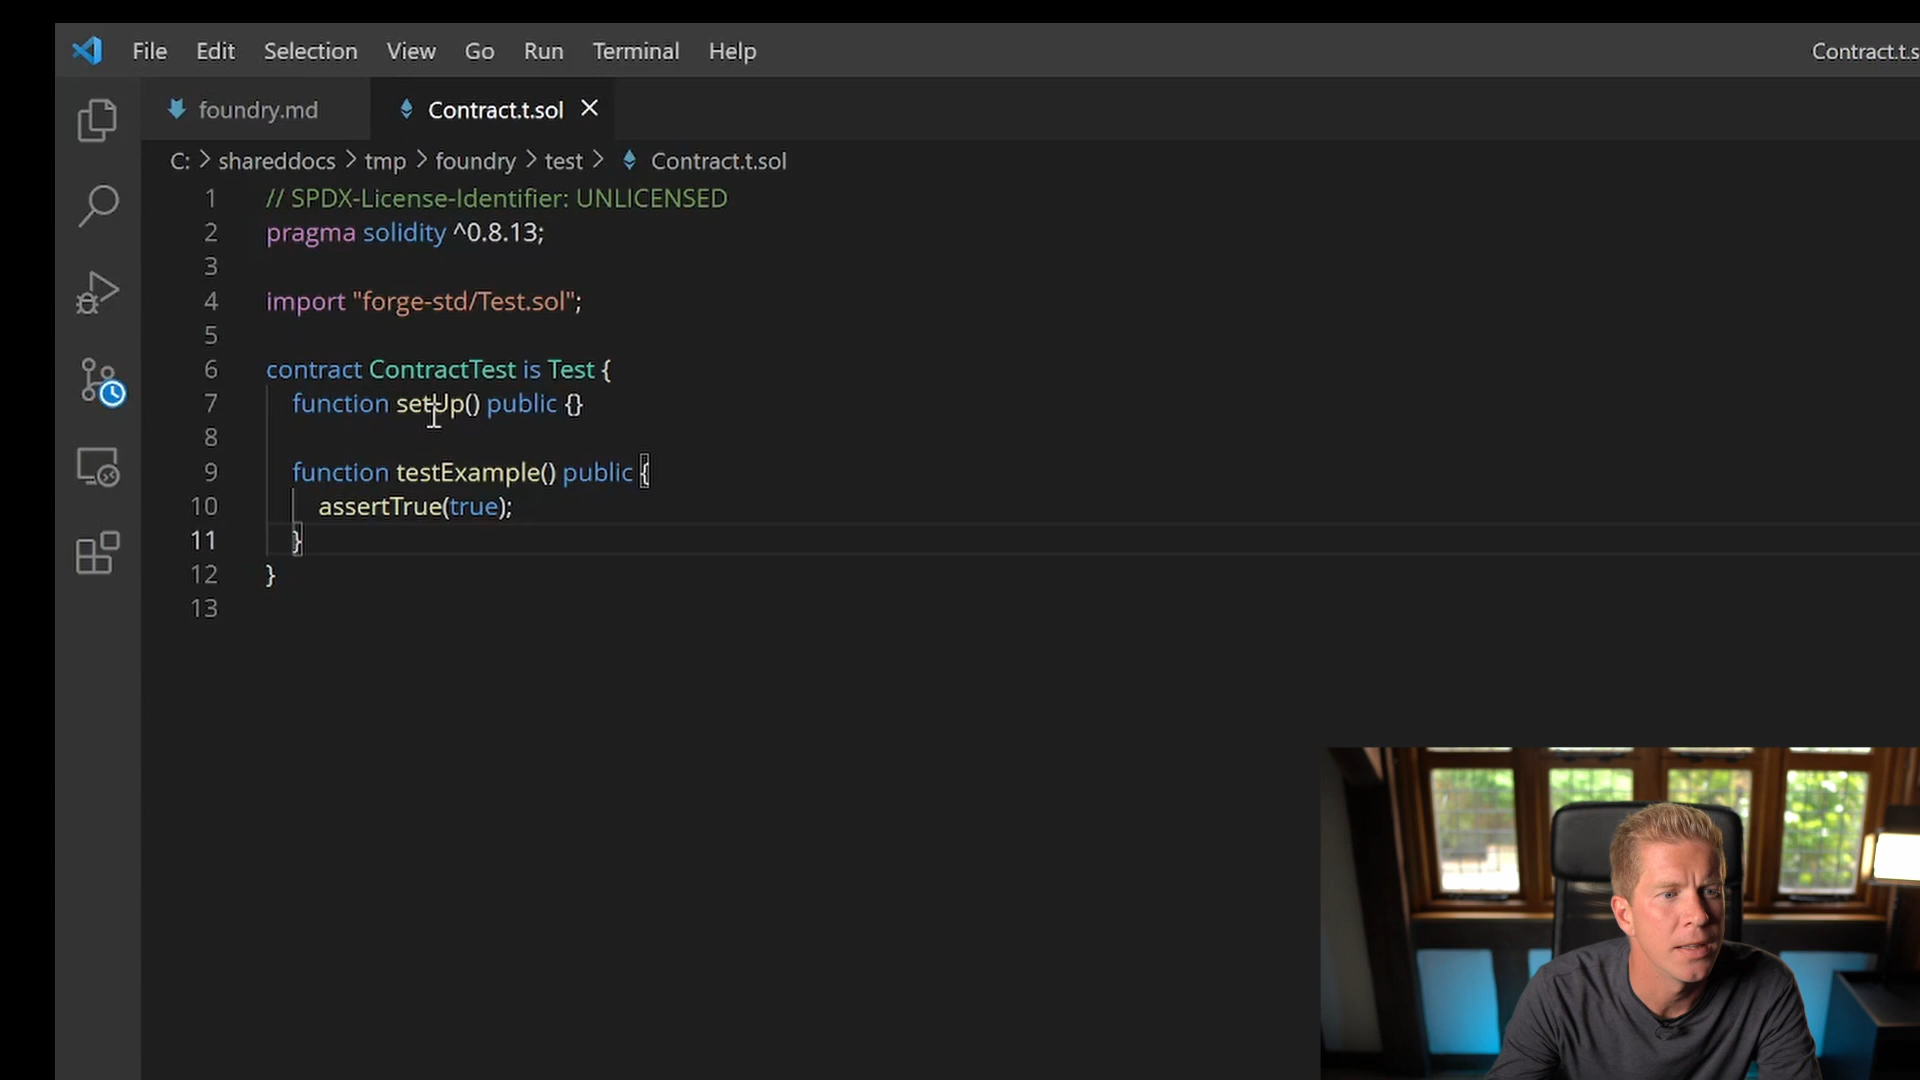 File Edit Selection View Go Run Terminal Help
Contract.t.s
foundry.md Contract.t.sol
C: > shareddocs > tmp > foundry > test > Contract.t.sol
1 // SPDX-License-Identifier: UNLICENSED
2 pragma solidity ^0.8.13;
3
4 import "forge-std/Test.sol";
5
6 contract ContractTest is Test {
7 function setUp() public {}
8
9 function testExample() public {
10 assertTrue(true);
11 }
12 }
13